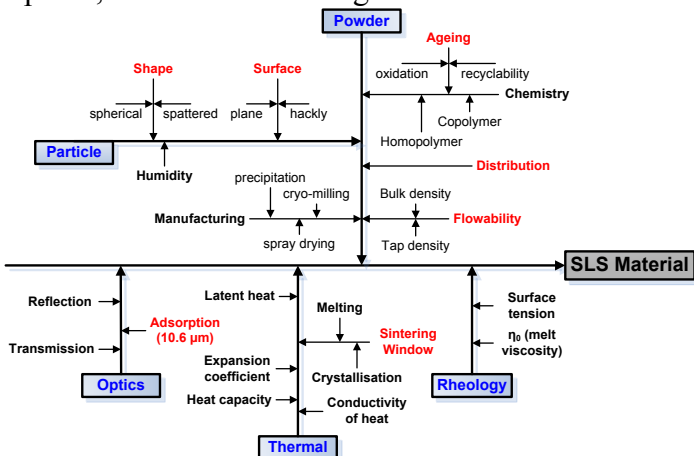 Powder
Ageing
Shape
Surface
oxidation
recyclability
spherical
spattered
plane
hackly
Chemistry
Copolymer
Homopolymer
Particle
Humidity
Distribution
precipitation
cryo-milling
Bulk density
Manufacturing
Flowability
spray drying
Tap density
SLS Material
Reflection
Adsorption
(10.6 µm)
Transmission
Optics
Latent heat
Melting
Sintering
Window
Expansion
coefficient
Crystallisation
Heat capacity
Conductivity
of heat
Thermal
Surface
tension
η₀ (melt
viscosity)
Rheology